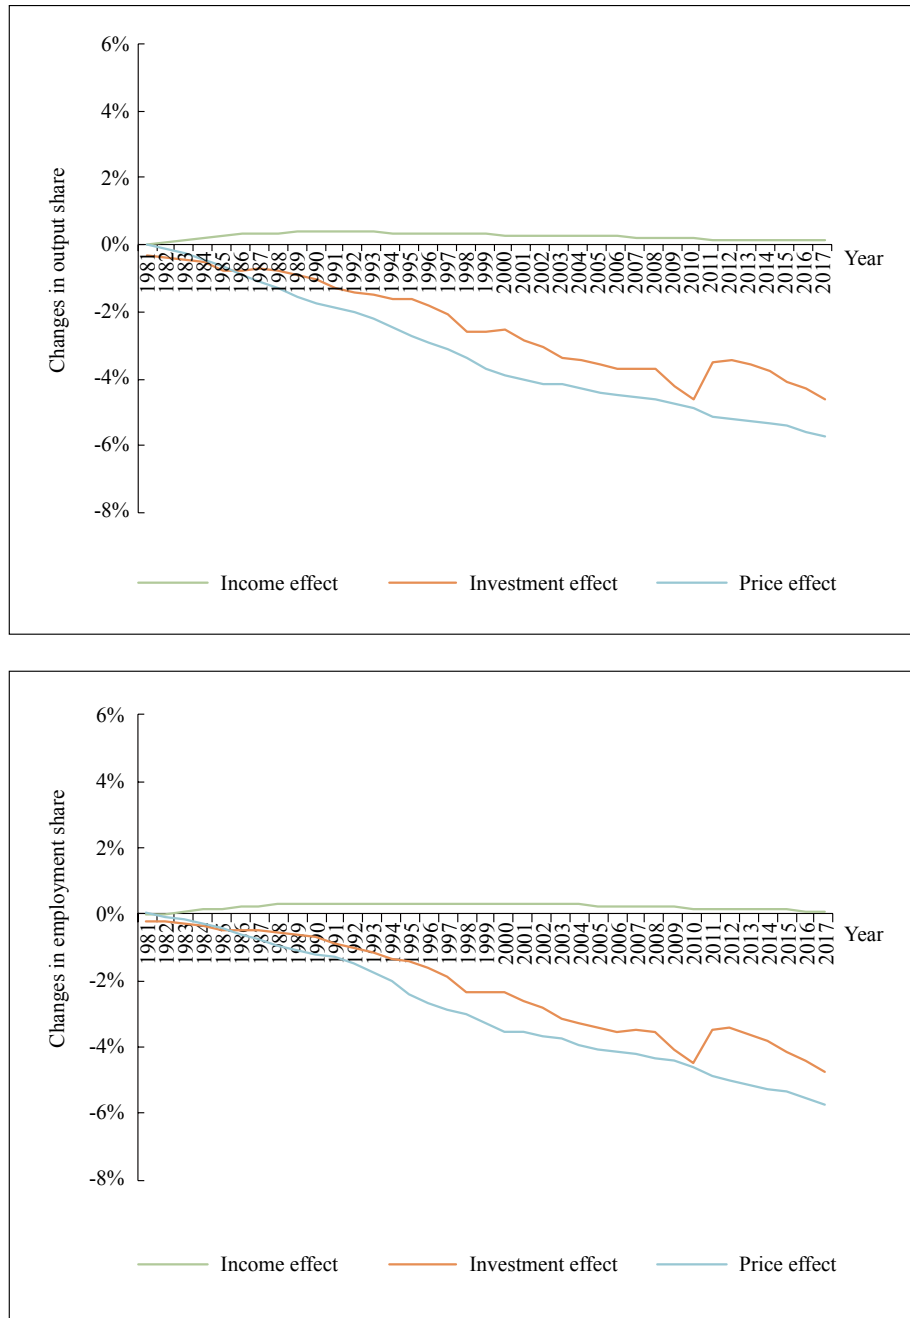 6%
4%
2%
0%
-2%
-4%
-6%
-8%
Changes in output share
1981 1982 1983 1984 1985 1986 1987 1988 1989 1990 1991 1992 1993 1994 1995 1996 1997 1998 1999 2000 2001 2002 2003 2004 2005 2006 2007 2008 2009 2010 2011 2012 2013 2014 2015 2016 2017
Year
Income effect Investment effect Price effect
6%
4%
2%
0%
-2%
-4%
-6%
-8%
Changes in employment share
1981 1982 1983 1984 1985 1986 1987 1988 1989 1990 1991 1992 1993 1994 1995 1996 1997 1998 1999 2000 2001 2002 2003 2004 2005 2006 2007 2008 2009 2010 2011 2012 2013 2014 2015 2016 2017
Year
Income effect Investment effect Price effect